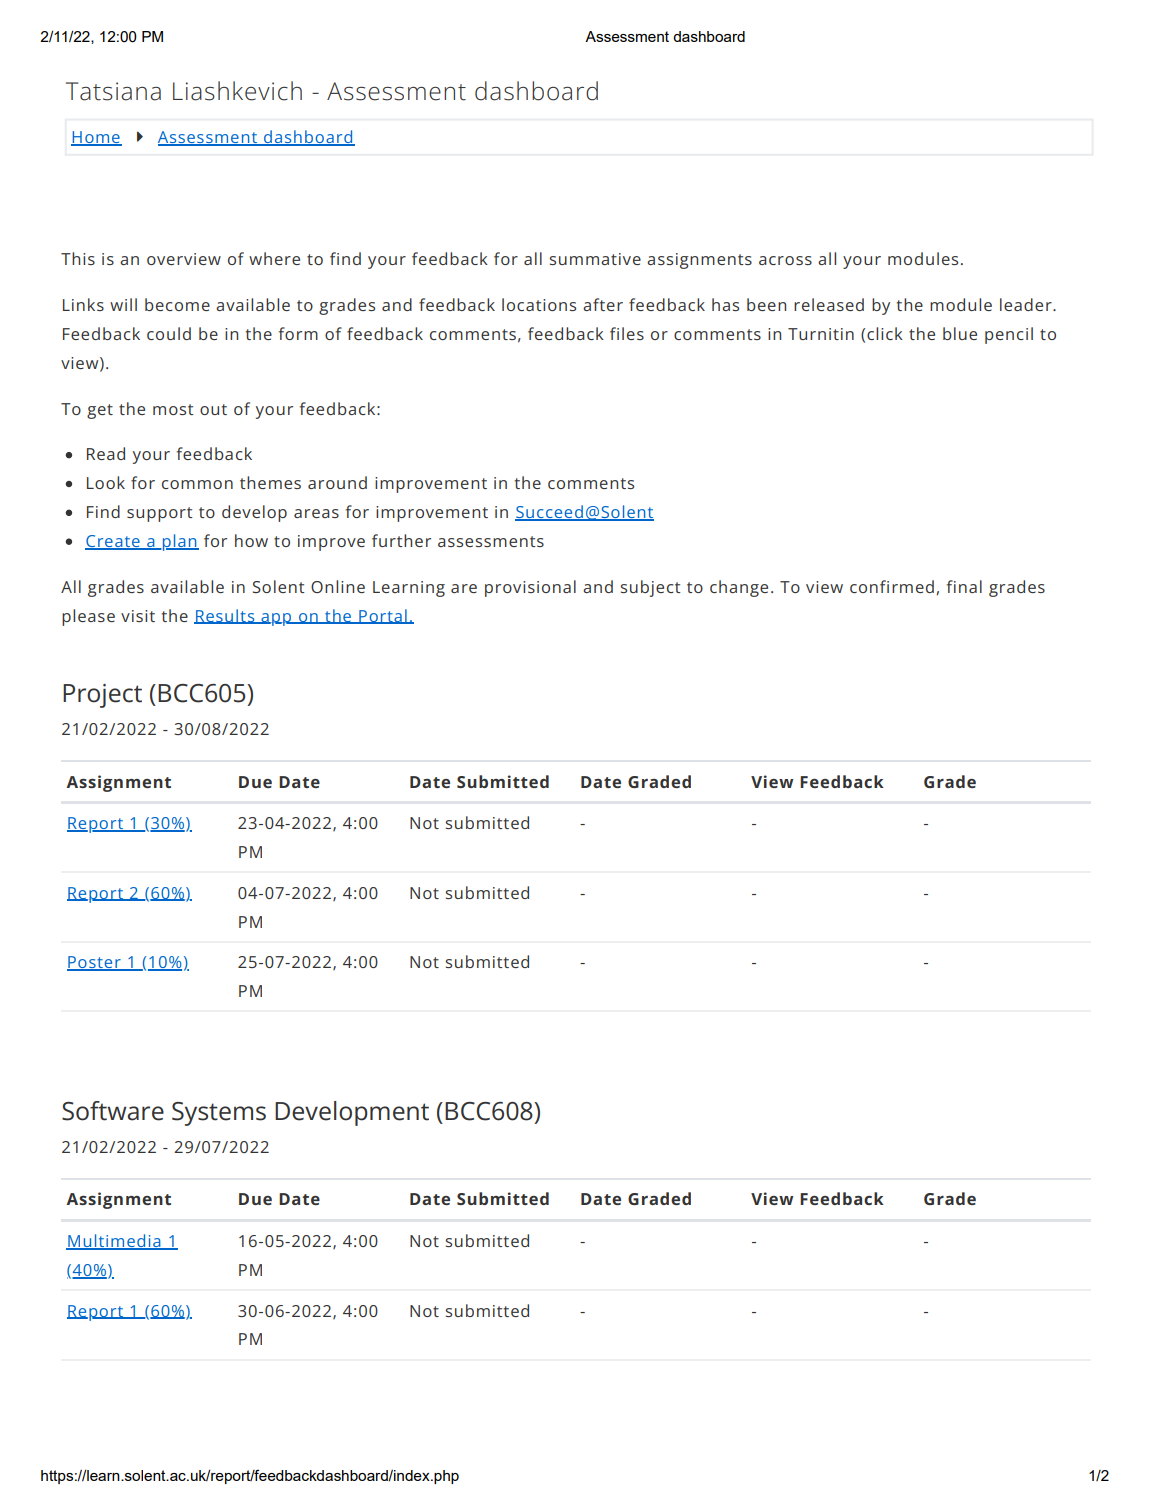 2/11/22, 12:00 PM
Assessment dashboard
Tatsiana Liashkevich - Assessment dashboard
Home Assessment dashboard
This is an overview of where to find your feedback for all summative assignments across all your modules.
Links will become available to grades and feedback locations after feedback has been released by the module leader.
Feedback could be in the form of feedback comments, feedback files or comments in Turnitin (click the blue pencil to
view).
To get the most out of your feedback:
• Read your feedback
• Look for common themes around improvement in the comments
• Find support to develop areas for improvement in Succeed@Solent
• Create a plan for how to improve further assessments
All grades available in Solent Online Learning are provisional and subject to change. To view confirmed, final grades
please visit the Results app on the Portal.
Project (BCC605)
21/02/2022 - 30/08/2022
Assignment Due Date Date Submitted Date Graded View Feedback Grade
Report 1 (30%) 23-04-2022, 4:00 Not submitted - - -
PM
Report 2 (60%) 04-07-2022, 4:00 Not submitted - - -
PM
Poster 1 (10%) 25-07-2022, 4:00 Not submitted - - -
PM
Software Systems Development (BCC608)
21/02/2022 - 29/07/2022
Assignment Due Date Date Submitted Date Graded View Feedback Grade
Multimedia 1 16-05-2022, 4:00 Not submitted - - -
(40%) PM
Report 1 (60%) 30-06-2022, 4:00 Not submitted - - -
PM
https://learn.solent.ac.uk/report/feedbackdashboard/index.php
1/2